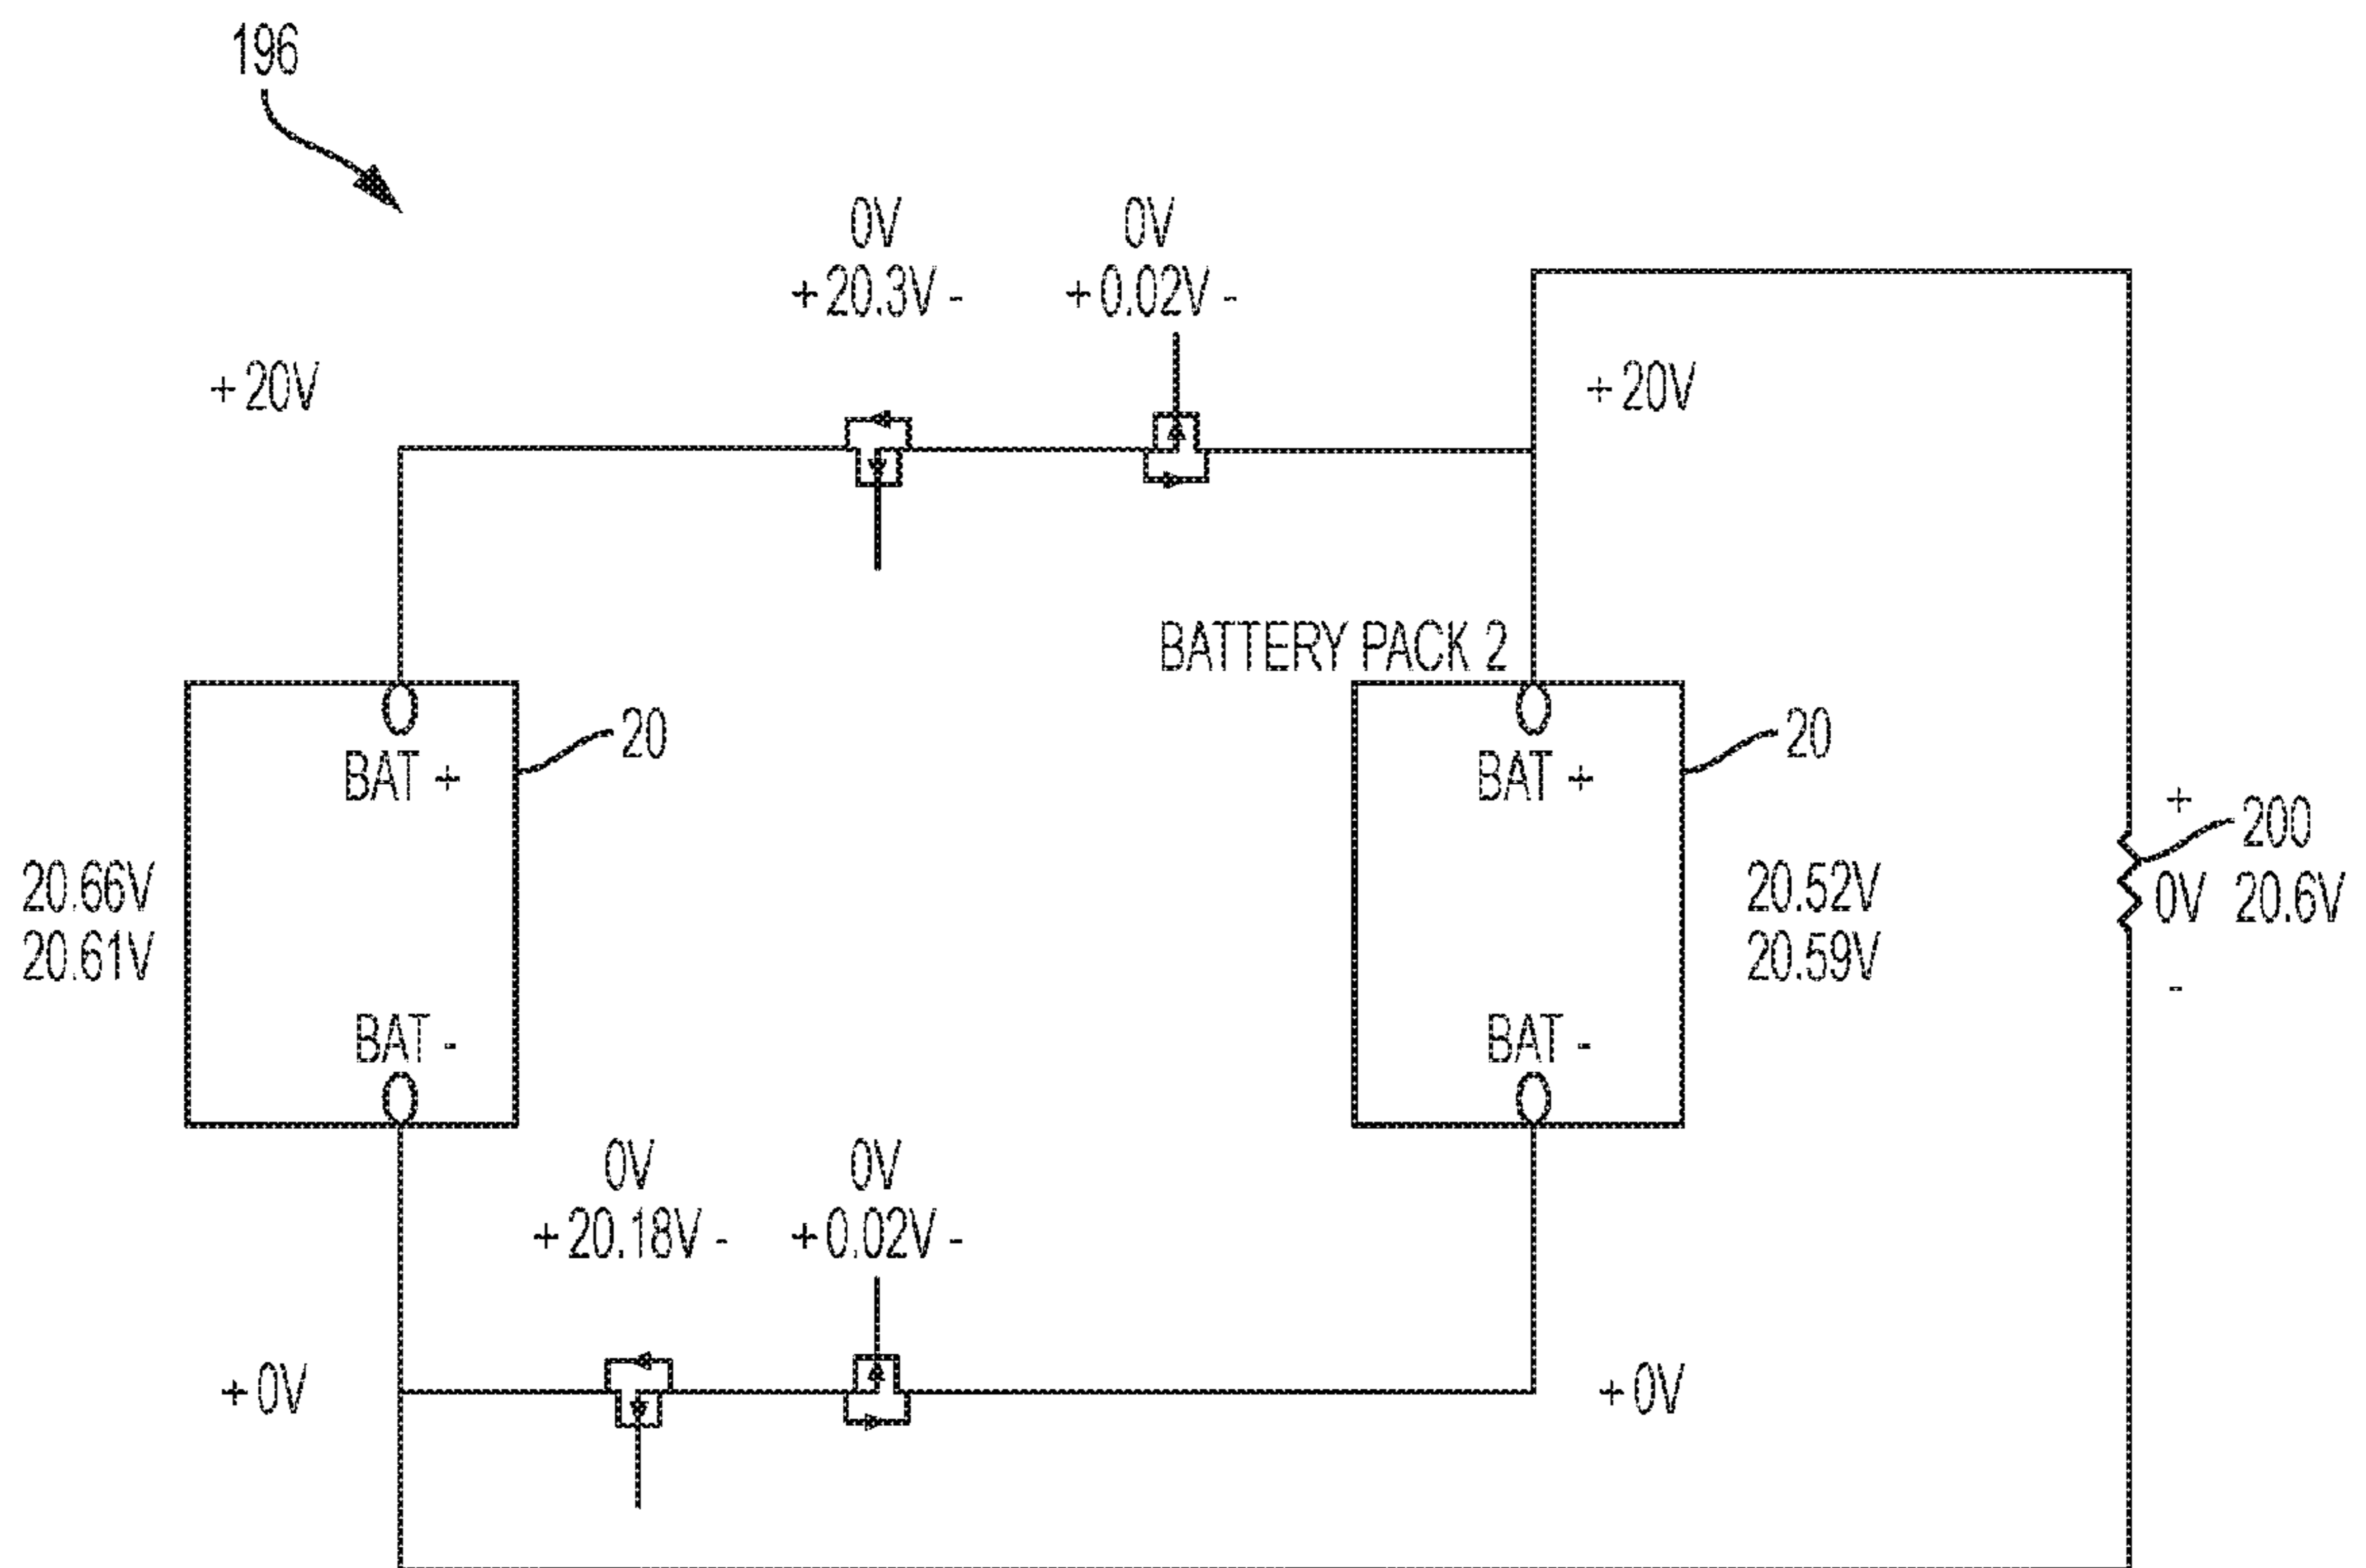 196
0V
+20.3V -
0V
+0.02V -
+20V
+20V
BATTERY PACK 2
20
20
BAT +
BAT +
+
200
20.66V
20.61V
20.52V
20.59V
0V 20.6V
-
BAT -
BAT -
0V
+20.18V -
0V
+0.02V -
+0V
+0V